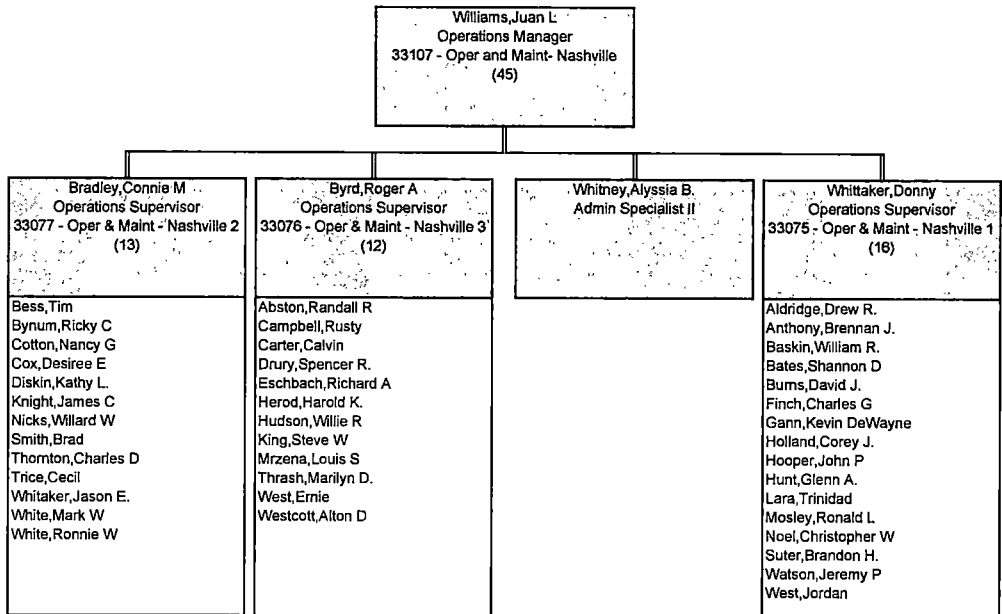 Williams,Juan L
Operations Manager
33107 - Oper and Maint- Nashville
(45)
Bradley,Connie M
Operations Supervisor
33077 - Oper & Maint - Nashville 2
(13)
Bess,Tim
Bynum,Ricky C
Cotton,Nancy G
Cox,Desiree E
Diskin,Kathy L.
Knight,James C
Nicks,Willard W
Smith,Brad
Thornton,Charles D
Trice,Cecil
Whitaker,Jason E.
White,Mark W
White,Ronnie W
Byrd,Roger A
Operations Supervisor
33076 - Oper & Maint - Nashville 3
(12)
Abston,Randall R
Campbell,Rusty
Carter,Calvin
Drury,Spencer R.
Eschbach,Richard A
Herod,Harold K.
Hudson,Willie R
King,Steve W
Mrzena,Louis S
Thrash,Marilyn D.
West,Ernie
Westcott,Alton D
Whitney,Alyssia B.
Admin Specialist II
Whittaker,Donny
Operations Supervisor
33075 - Oper & Maint - Nashville 1
(16)
Aldridge,Drew R.
Anthony,Brennan J.
Baskin,William R.
Bates,Shannon D
Burns,David J.
Finch,Charles G
Gann,Kevin DeWayne
Holland,Corey J.
Hooper,John P
Hunt,Glenn A.
Lara,Trinidad
Mosley,Ronald L
Noel,Christopher W
Suter,Brandon H.
Watson,Jeremy P
West,Jordan